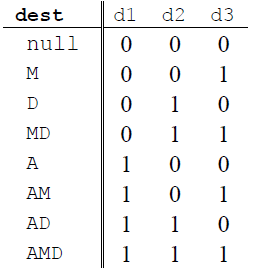 dest d1 d2 d3
null 0 0 0
M 0 0 1
D 0 1 0
MD 0 1 1
A 1 0 0
AM 1 0 1
AD 1 1 0
AMD 1 1 1